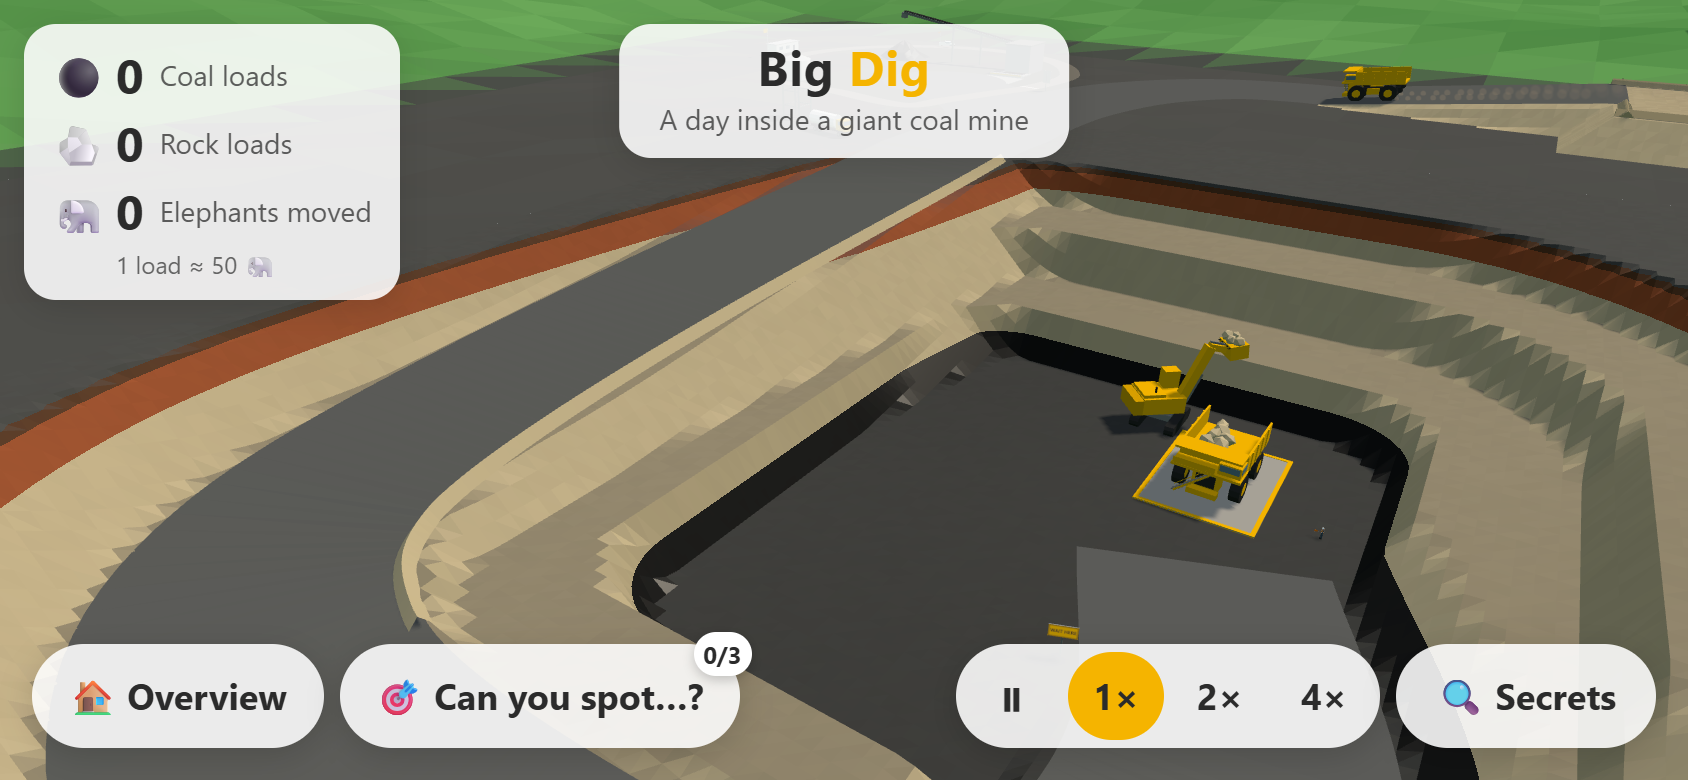 0 Coal loads
0 Rock loads
0 Elephants moved
1 load ≈ 50
Big Dig
A day inside a giant coal mine
Overview
Can you spot...?
0/3
1×
2×
4×
Secrets